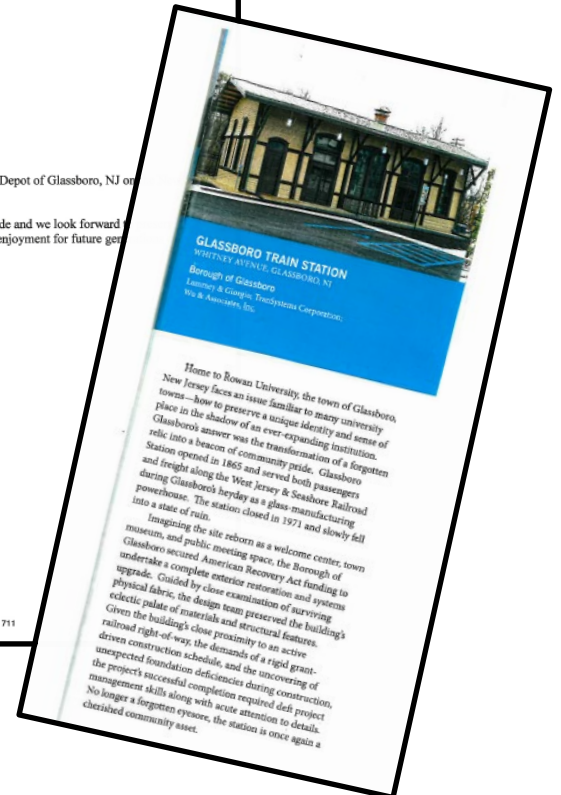 Depot of Glassboro, NJ on
de and we look forward
enjoyment for future gen
711
GLASSBORO TRAIN STATION
WHITNEY AVENUE, GLASSBORO, NJ
Borough of Glassboro
Lammey & Giorgio; TranSystems Corporation;
Wu & Associates, Inc.
Home to Rowan University, the town of Glassboro,
New Jersey faces an issue familiar to many university
towns—how to preserve a unique identity and sense of
place in the shadow of an ever-expanding institution.
Glassboro's answer was the transformation of a forgotten
relic into a beacon of community pride. Glassboro
Station opened in 1865 and served both passengers
and freight along the West Jersey & Seashore Railroad
during Glassboro's heyday as a glass-manufacturing
powerhouse. The station closed in 1971 and slowly fell
into a state of ruin.
Imagining the site reborn as a welcome center, town
museum, and public meeting space, the Borough of
Glassboro secured American Recovery Act funding to
undertake a complete exterior restoration and systems
upgrade. Guided by close examination of surviving
physical fabric, the design team preserved the building's
eclectic palate of materials and structural features.
Given the building's close proximity to an active
railroad right-of-way, the demands of a rigid grant-
driven construction schedule, and the uncovering of
unexpected foundation deficiencies during construction,
the project's successful completion required deft project
management skills along with acute attention to details.
No longer a forgotten eyesore, the station is once again a
cherished community asset.